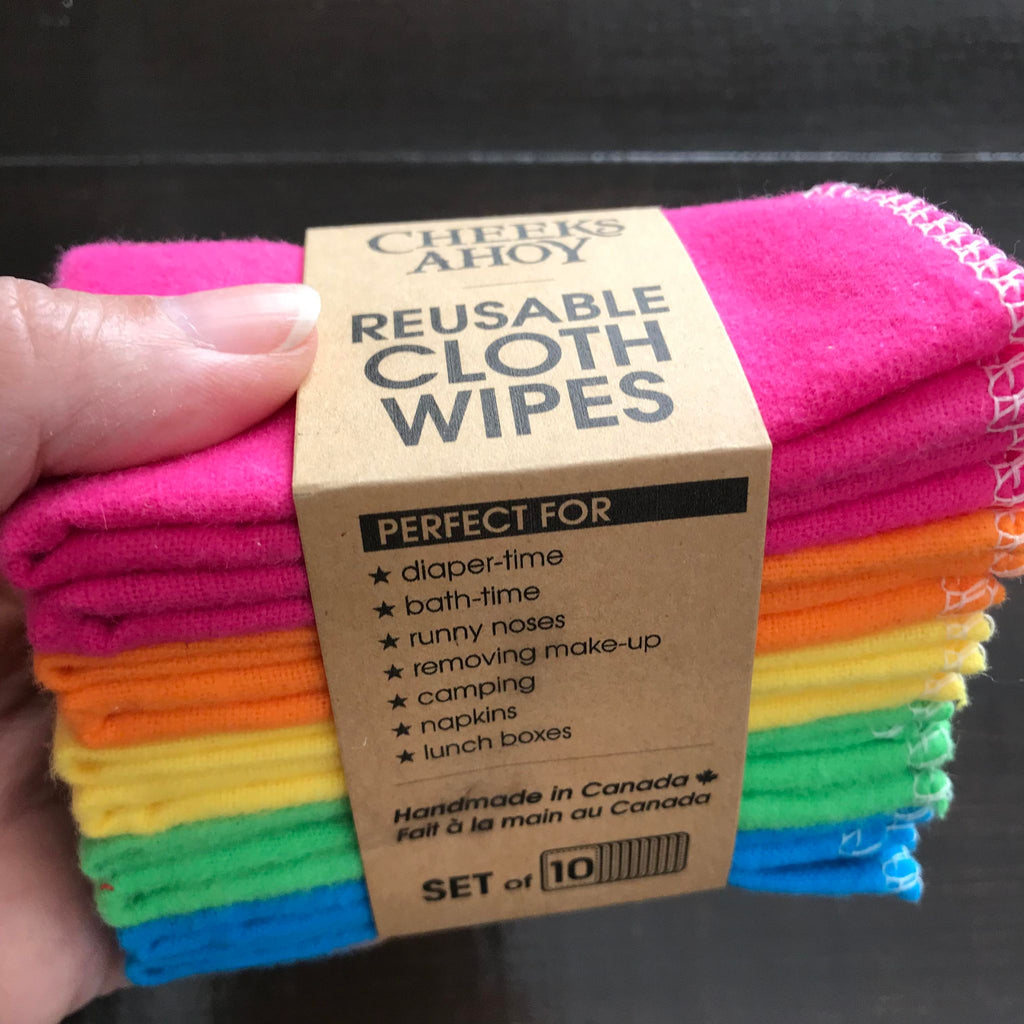 CHEEKS
AHOY
REUSABLE
CLOTH
WIPES
PERFECT FOR
★ diaper-time
★ bath-time
★ runny noses
★ removing make-up
★ camping
★ napkins
★ lunch boxes
Handmade in Canada
Fait à la main au Canada
SET of 10